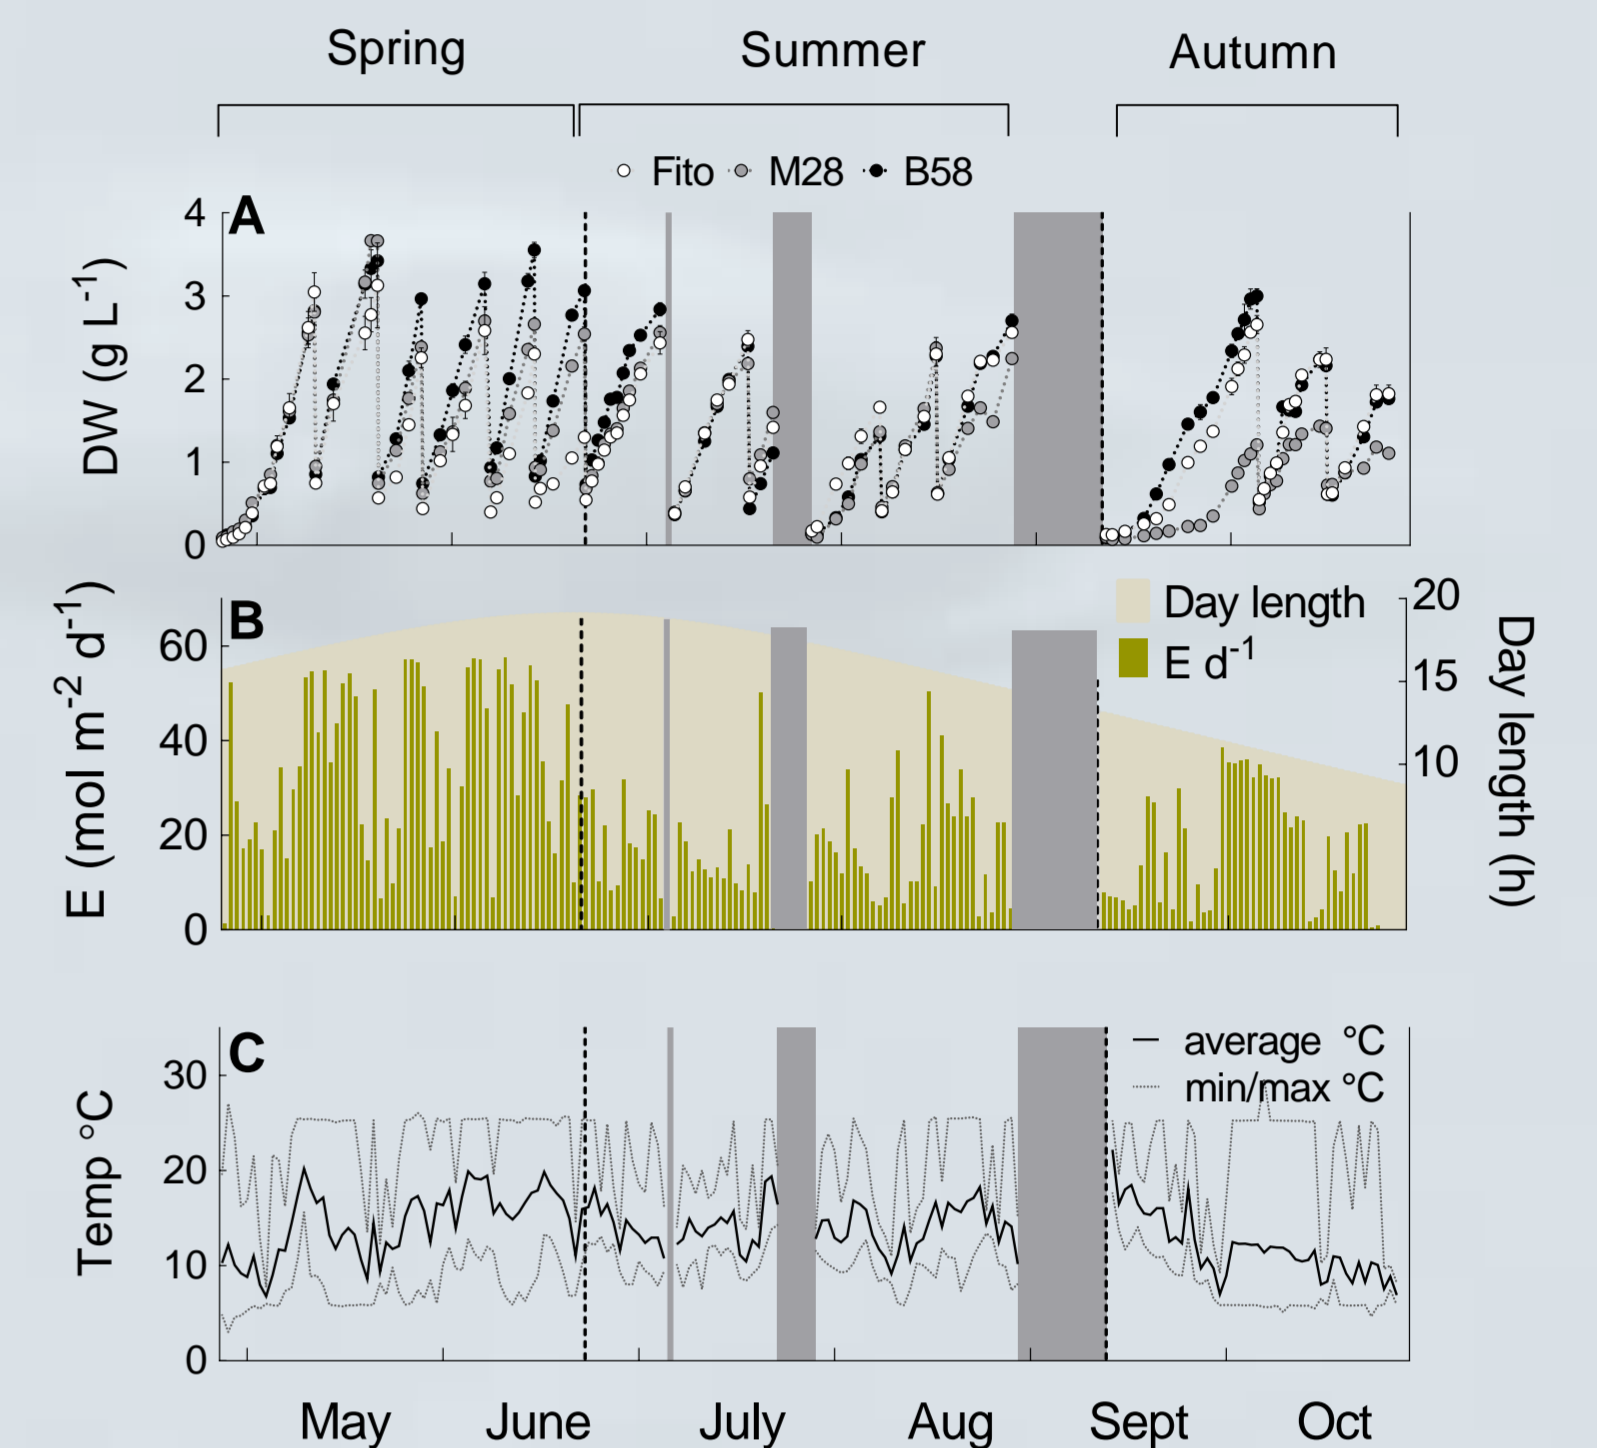 Spring Summer Autumn
Fito M28 B58
A
DW (g L-1)
4
3
2
1
0
B
E (mol m-2 d-1)
60
40
20
0
Day length
E d-1
20
15
10
Day length (h)
C
Temp °C
30
20
10
0
average °C
min/max °C
May June July Aug Sept Oct